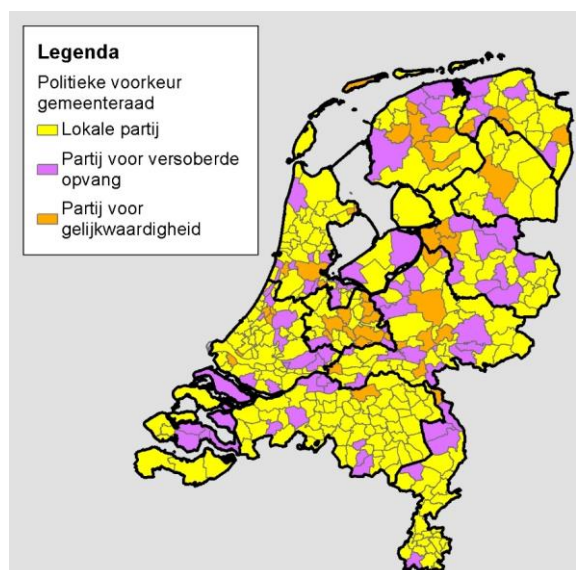 Legenda
Politieke voorkeur
gemeenteraad
Lokale partij
Partij voor versoberde
opvang
Partij voor
gelijkwaardigheid